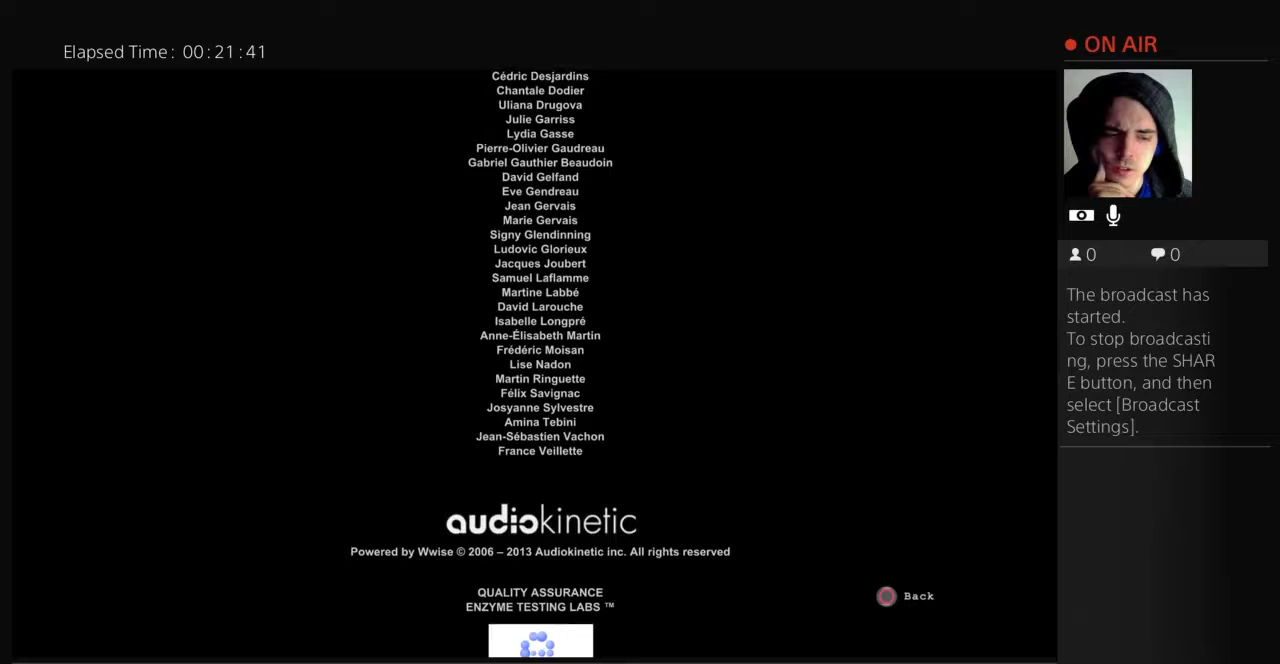 Elapsed Time: 00:21:41
ON AIR
Cédric Desjardins
Chantale Dodier
Uliana Drugova
Julie Garriss
Lydia Gasse
Pierre-Olivier Gaudreau
Gabriel Gauthier Beaudoin
David Gelfand
Eve Gendreau
Jean Gervais
Marie Gervais
Signy Glendinning
Ludovic Glorieux
Jacques Joubert
Samuel Laflamme
Martine Labbé
David Larouche
Isabelle Longpré
Anne-Élisabeth Martin
Frédéric Moisan
Lise Nadon
Martin Ringuette
Félix Savignac
Josyanne Sylvestre
Amina Tebini
Jean-Sébastien Vachon
France Veillette
audiokinetic
Powered by Wwise © 2006 – 2013 Audiokinetic inc. All rights reserved
QUALITY ASSURANCE
ENZYME TESTING LABS ™
Back
0 0
The broadcast has
started.
To stop broadcasti
ng, press the SHAR
E button, and then
select [Broadcast
Settings].